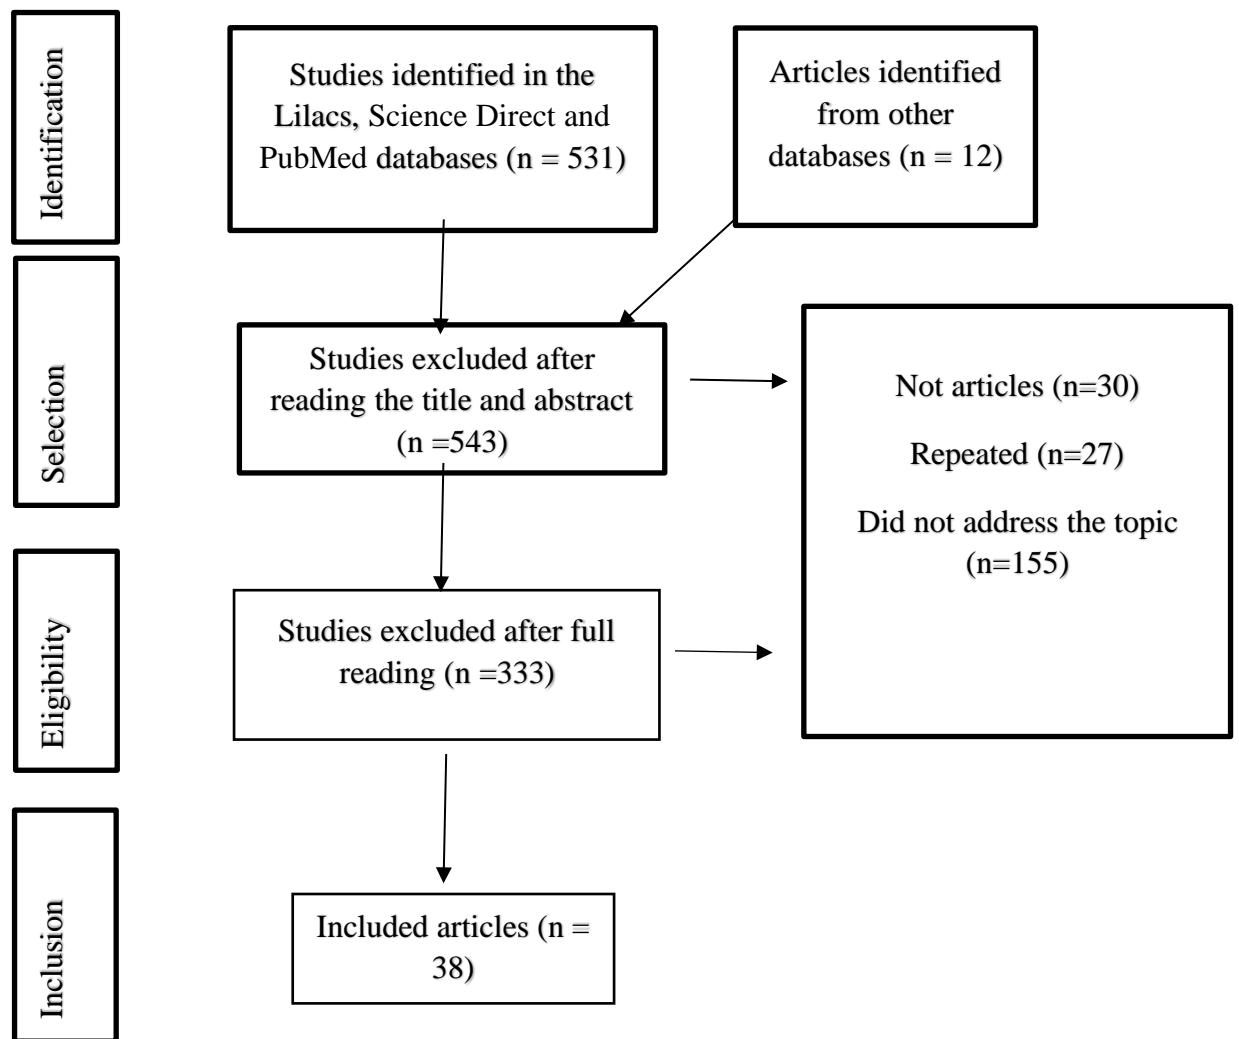 Identification
Studies identified in the
Lilacs, Science Direct and
PubMed databases (n = 531)
Articles identified
from other
databases (n = 12)
Selection
Studies excluded after
reading the title and abstract
(n =543)
Not articles (n=30)
Repeated (n=27)
Did not address the topic
(n=155)
Eligibility
Studies excluded after full
reading (n =333)
Inclusion
Included articles (n =
38)